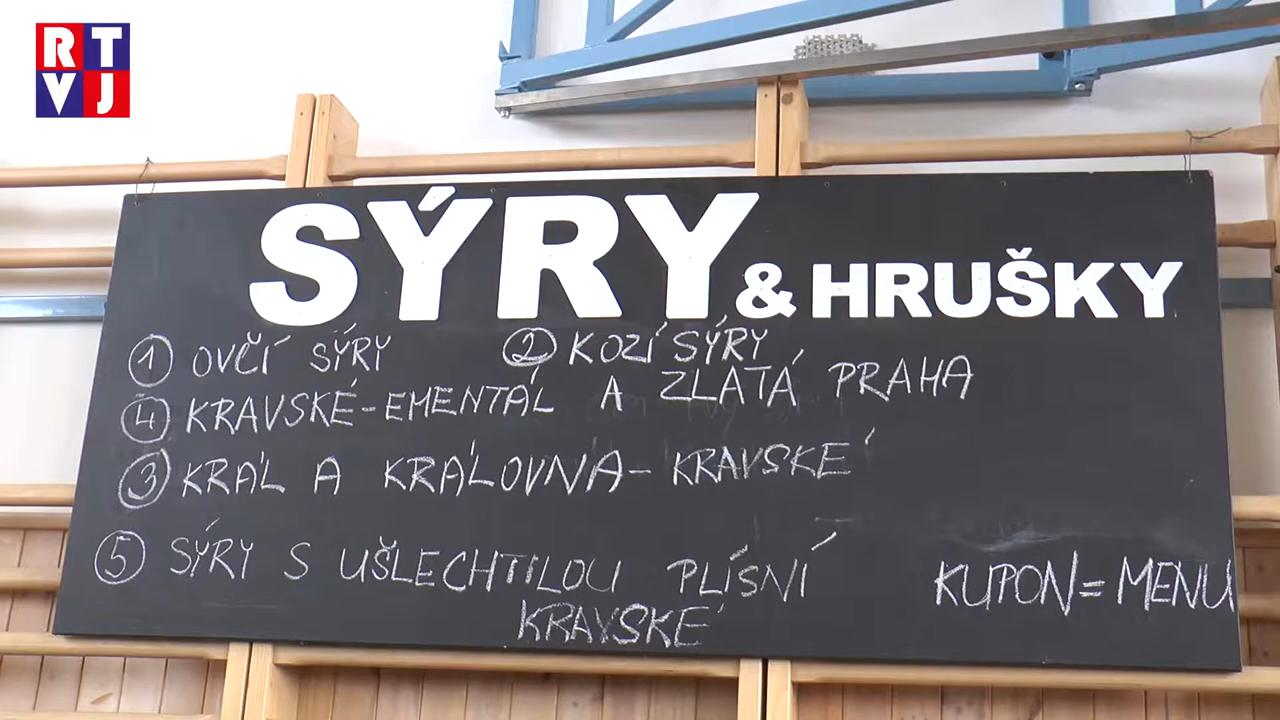 RTVJ
SÝRY & HRUŠKY
1 OVČÍ SÝRY 2 KOZÍ SÝRY
4 KRAVSKÉ-EMENTÁL A ZLATÁ PRAHA
3 KRÁL A KRÁLOVNA - KRAVSKÉ
5 SÝRY S UŠLECHTILOU PLÍSNÍ
KRAVSKÉ
KUPON = MENU